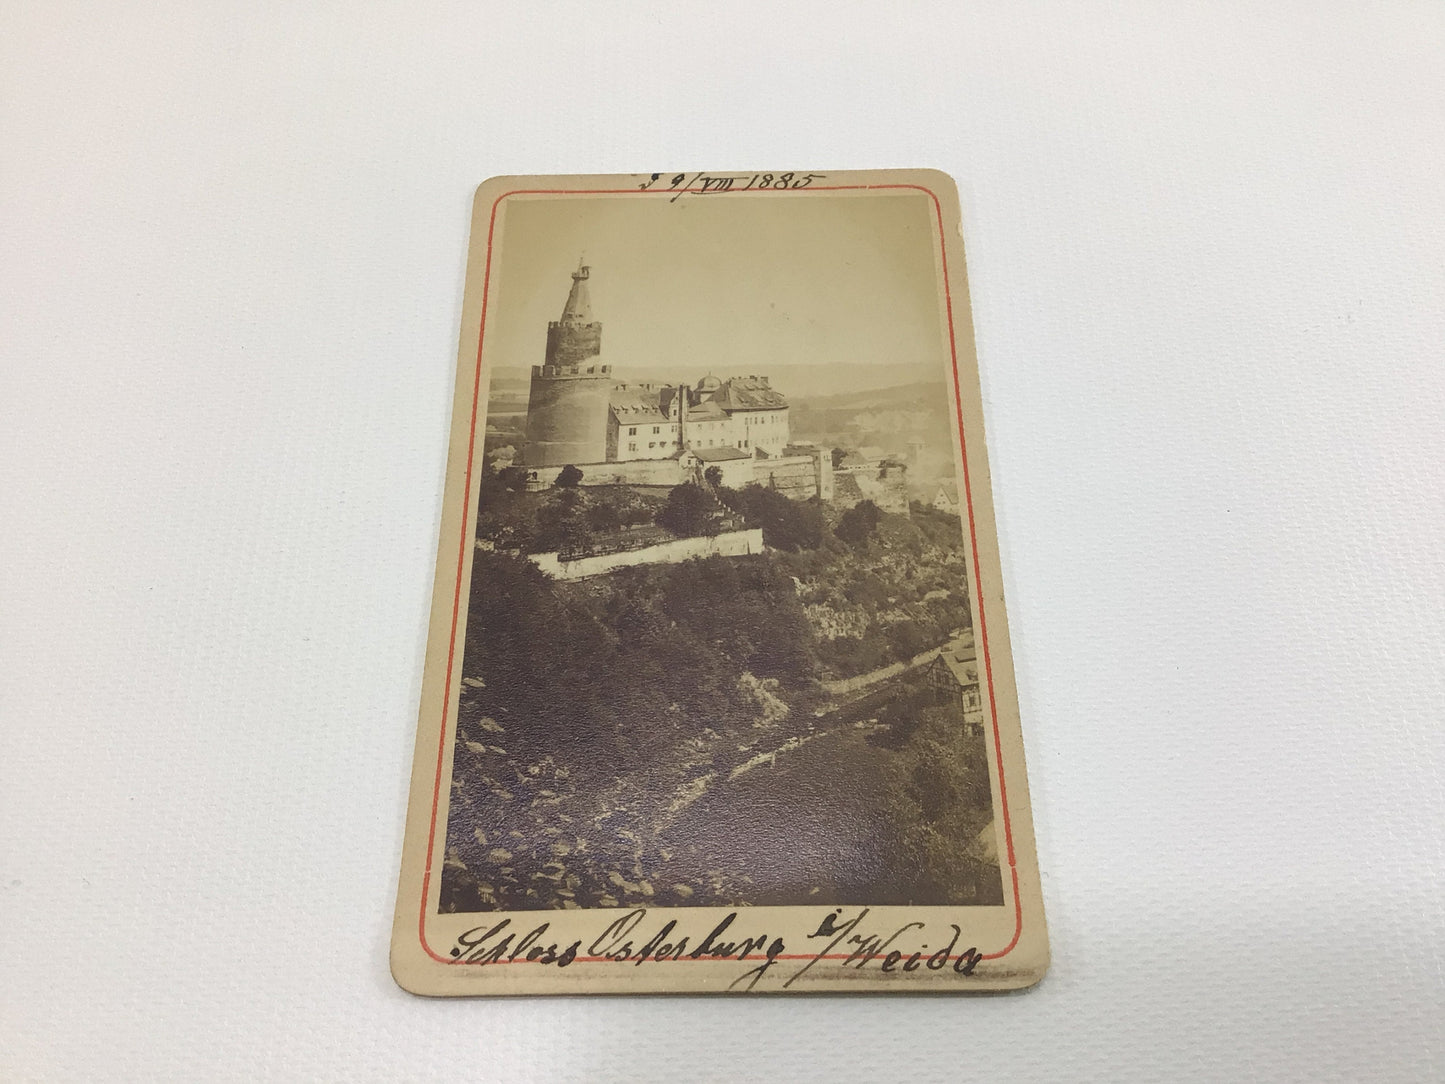 9/VIII 1885
Schloss Osterburg i/Weida